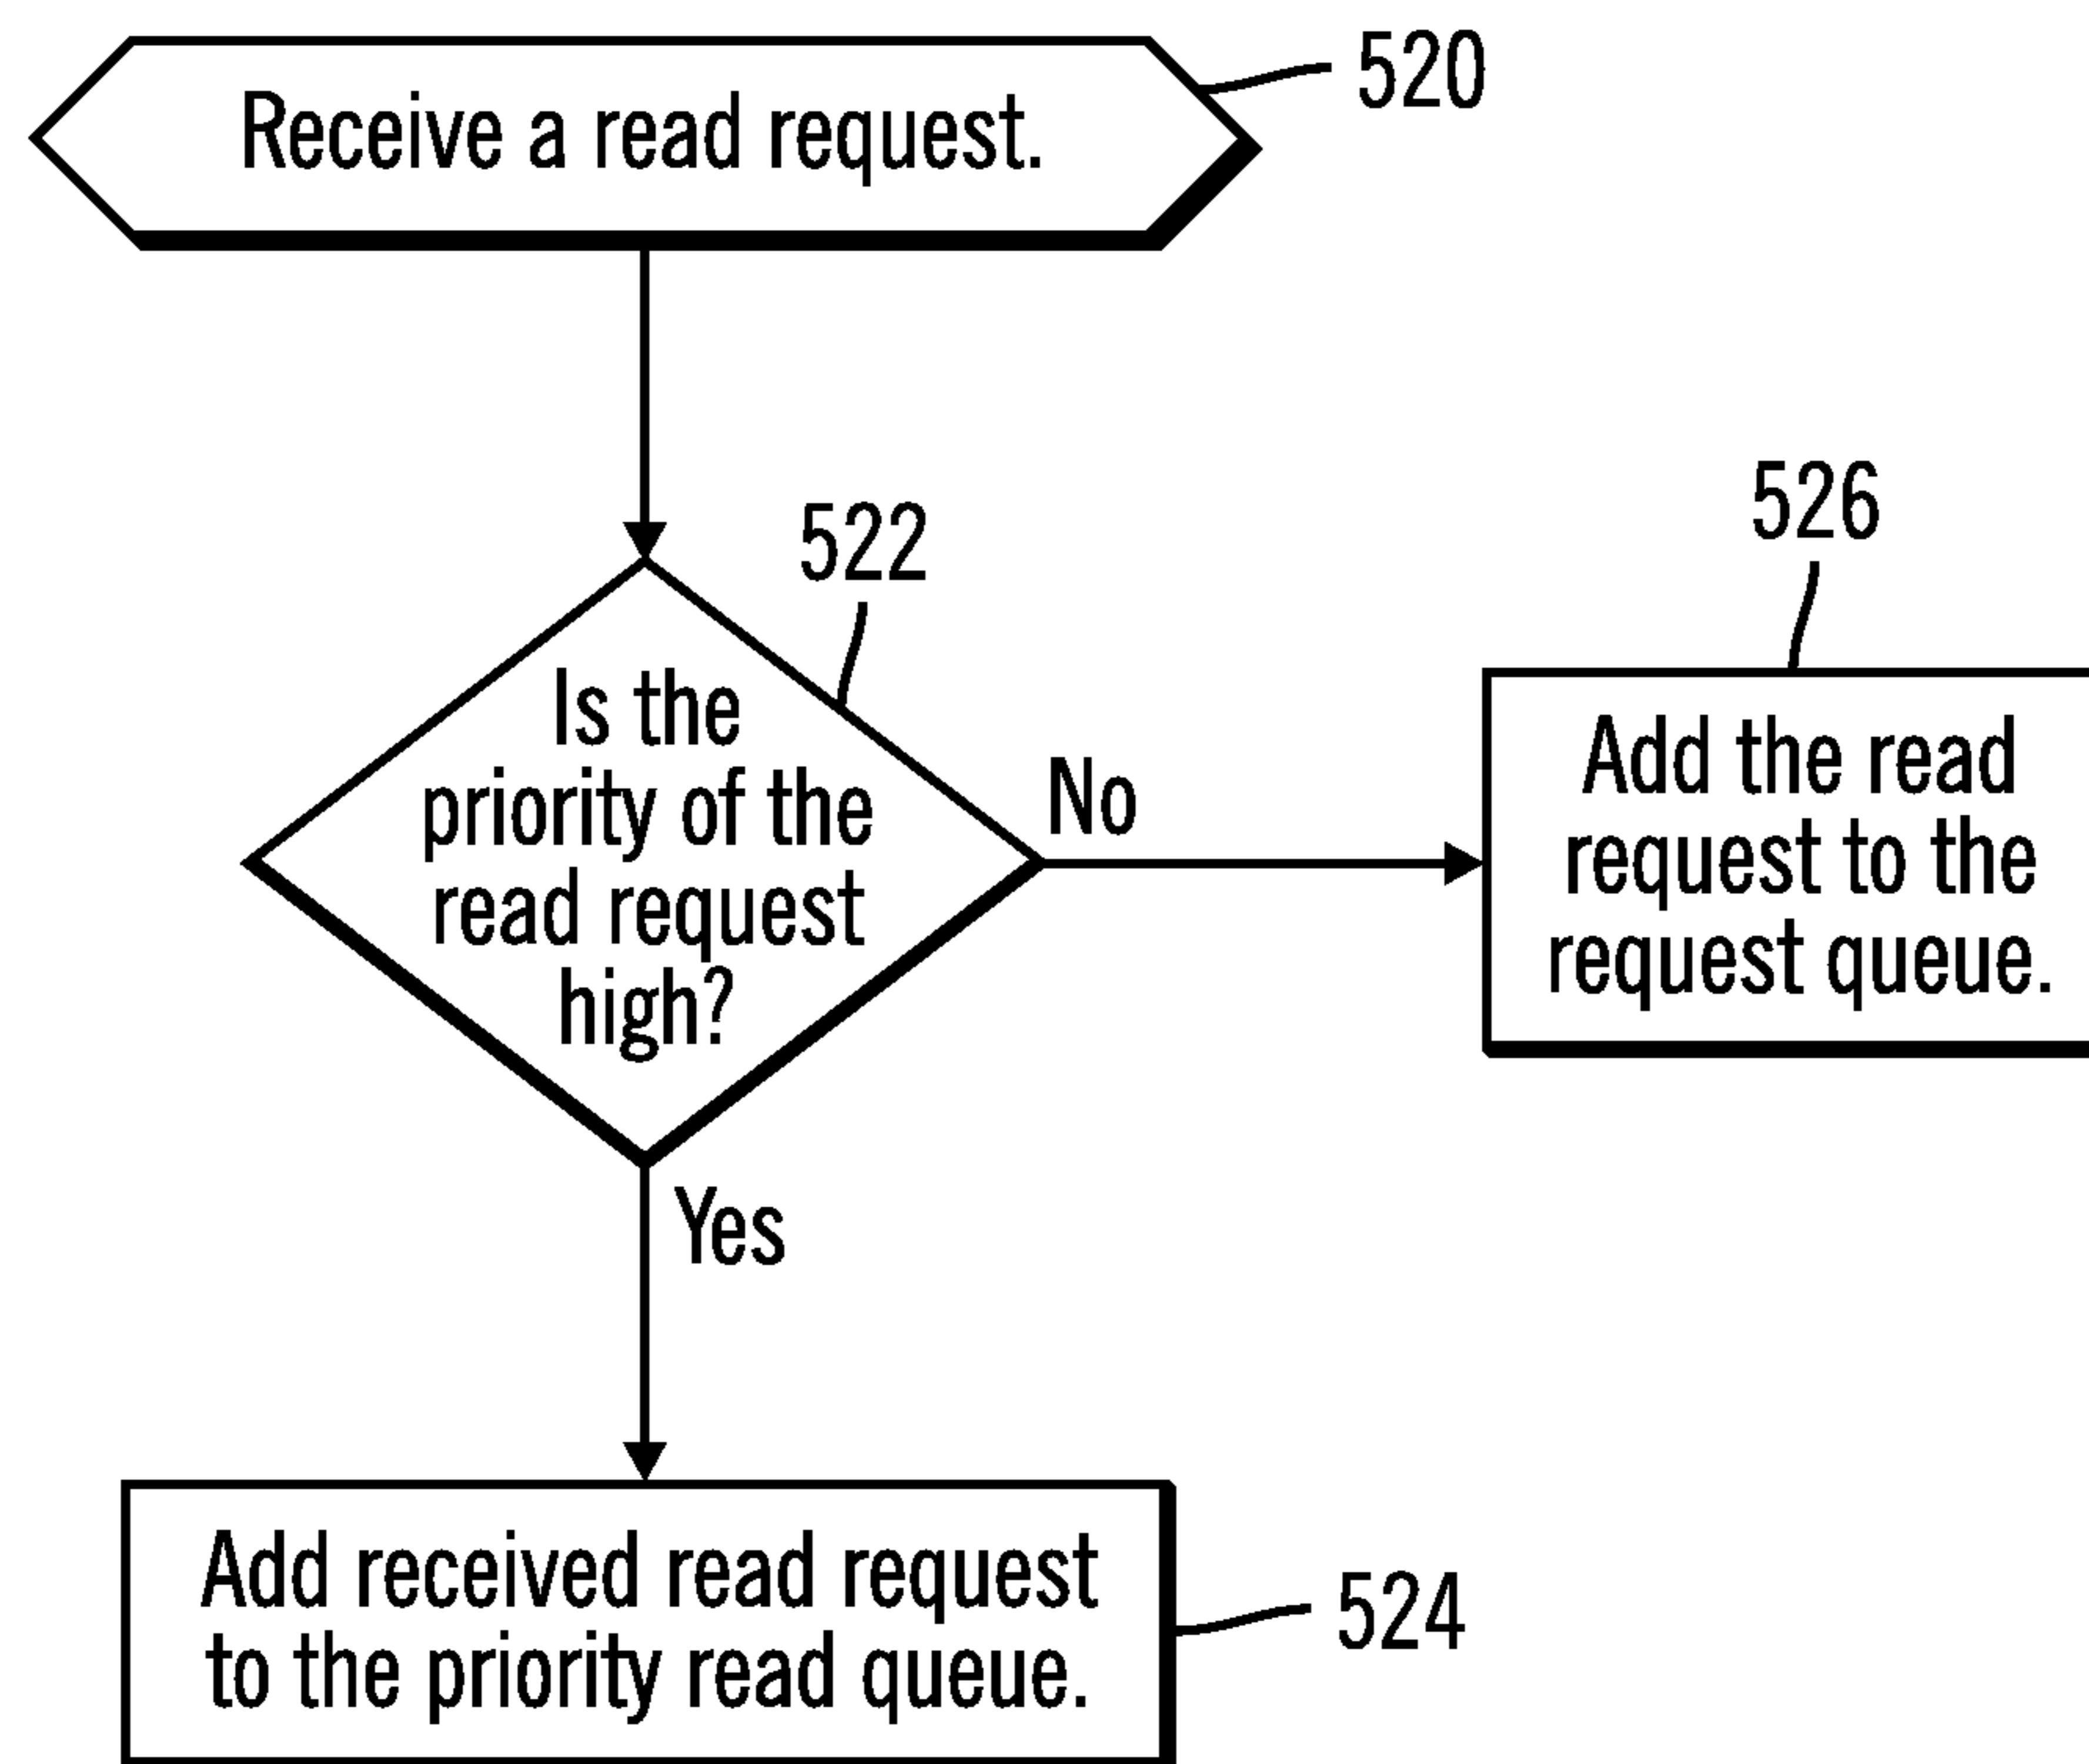 Receive a read request.
520
522
Is the
priority of the
read request
high?
No
526
Add the read
request to the
request queue.
Yes
Add received read request
to the priority read queue.
524